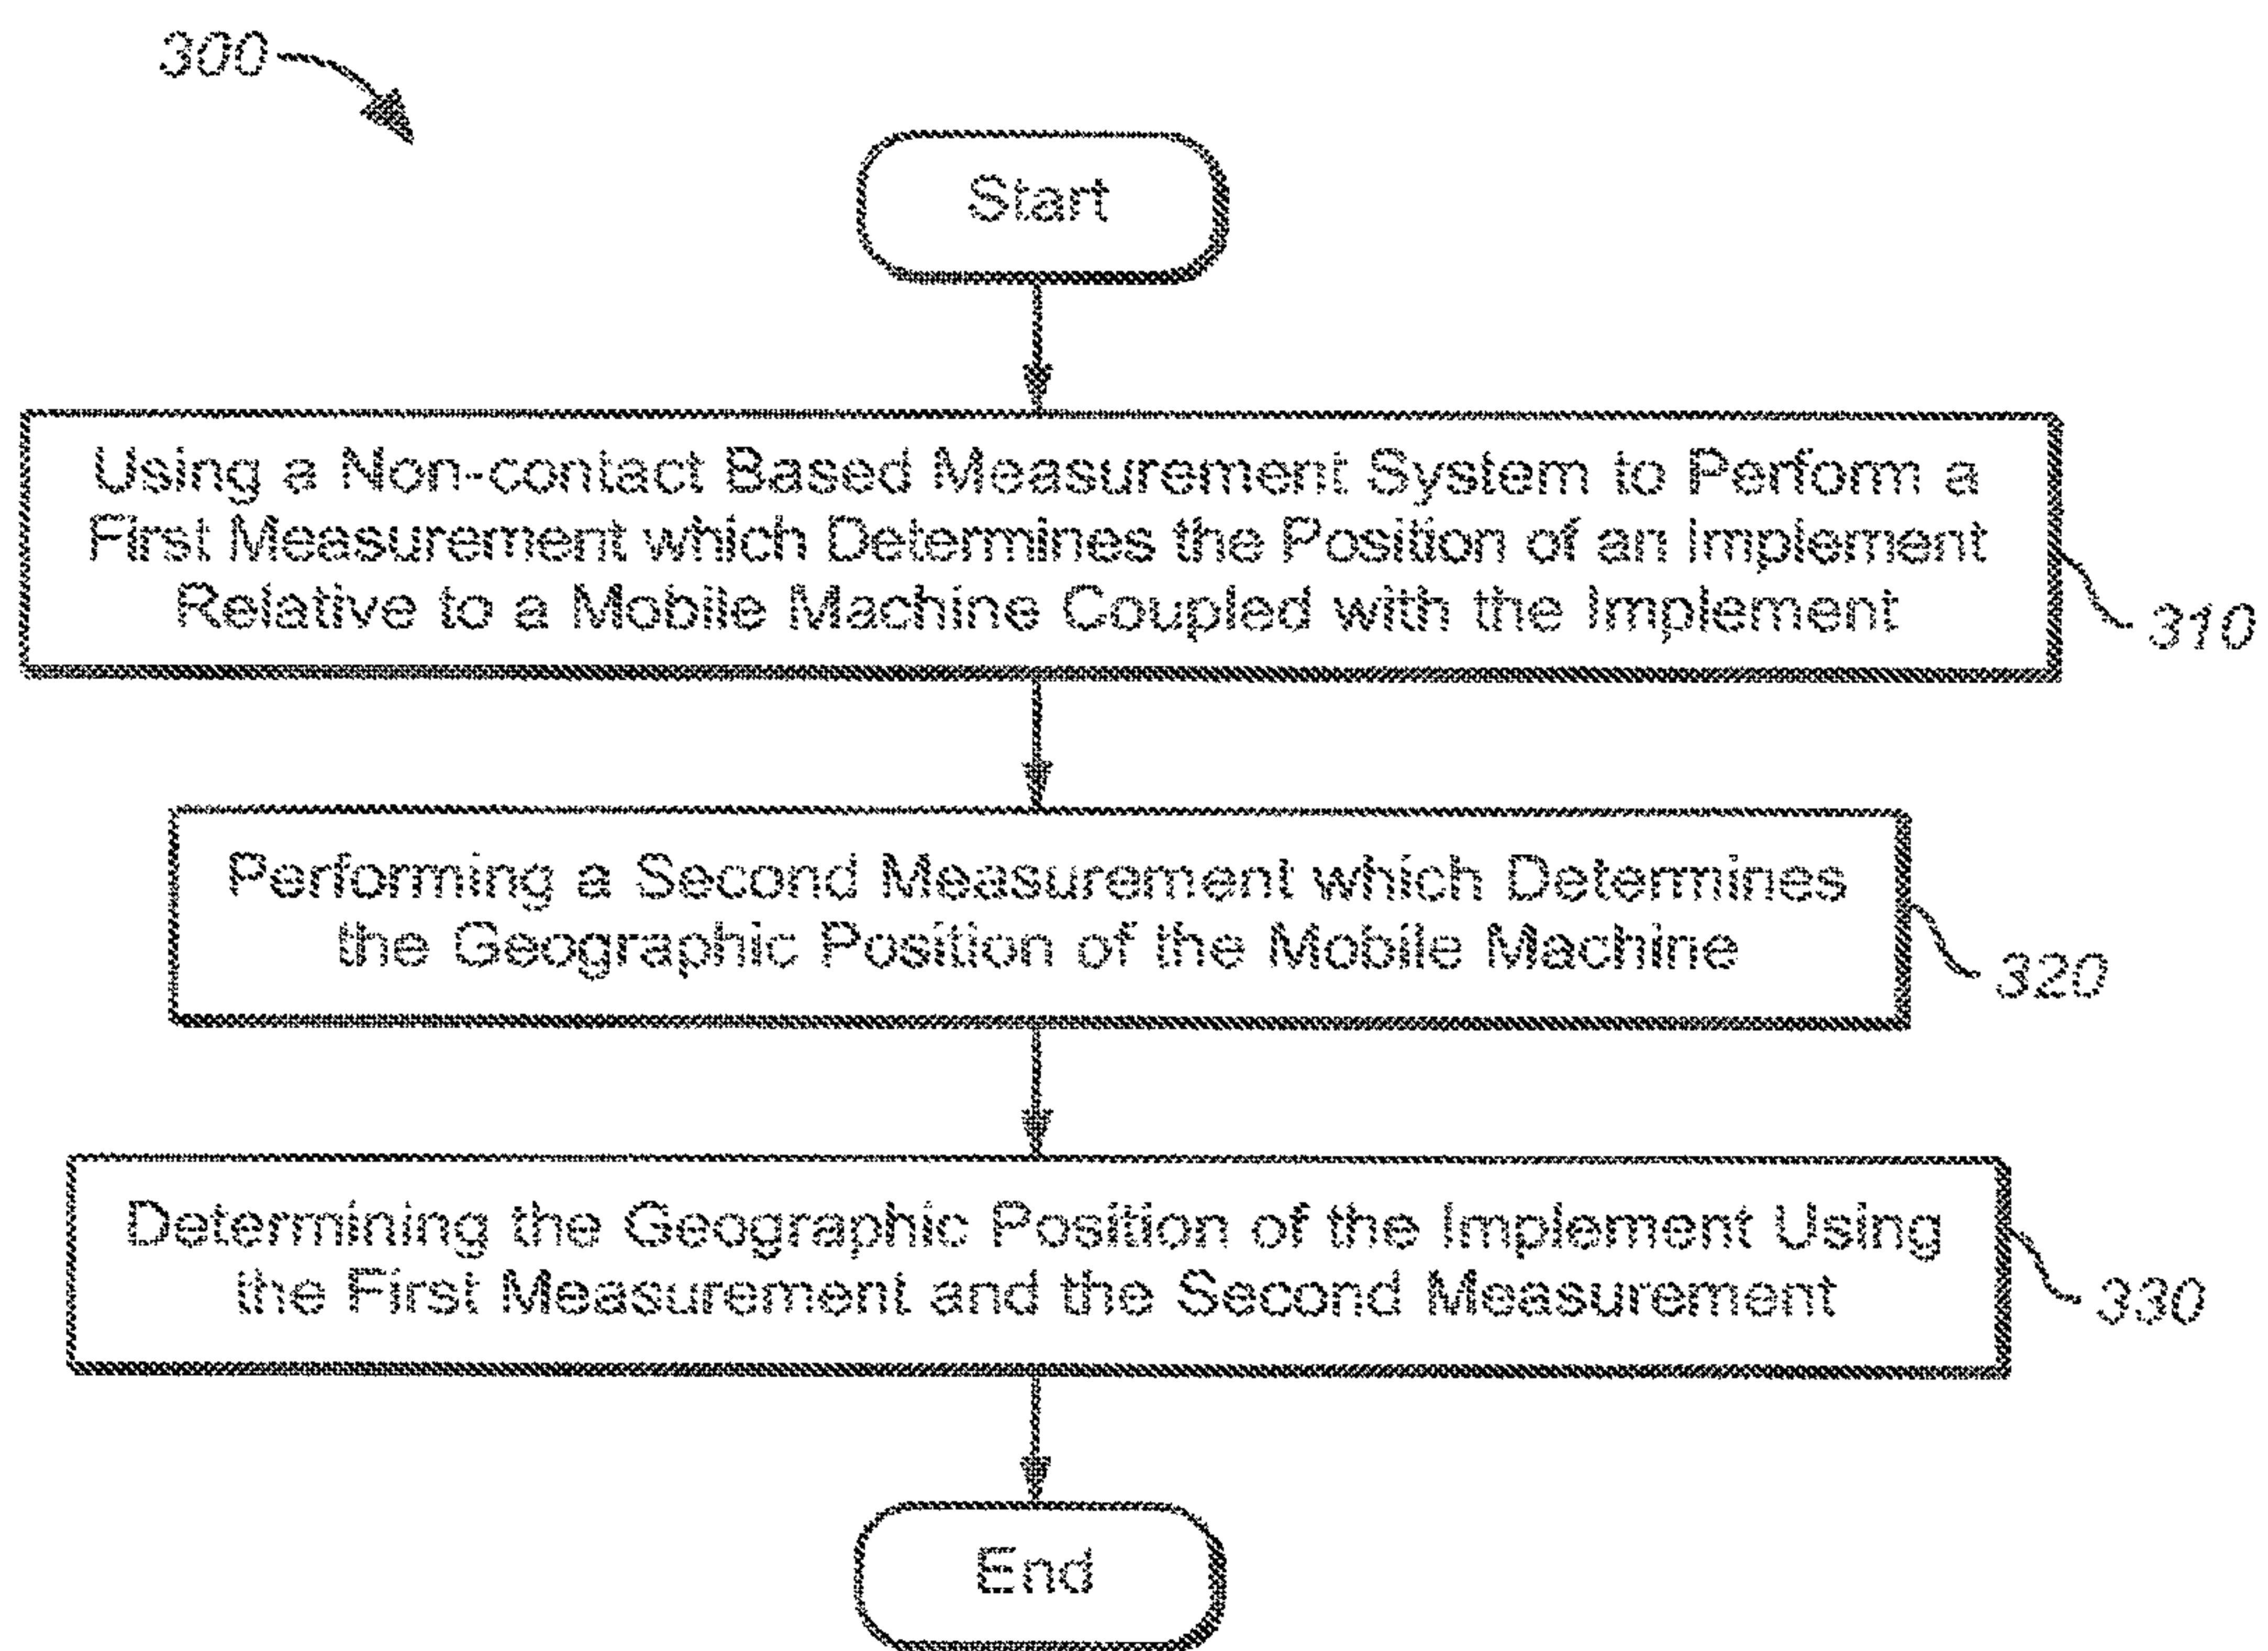 300
Start
Using a Non-contact Based Measurement System to Perform a
First Measurement which Determines the Position of an Implement
Relative to a Mobile Machine Coupled with the Implement
310
Performing a Second Measurement which Determines
the Geographic Position of the Mobile Machine
320
Determining the Geographic Position of the Implement Using
the First Measurement and the Second Measurement
330
End